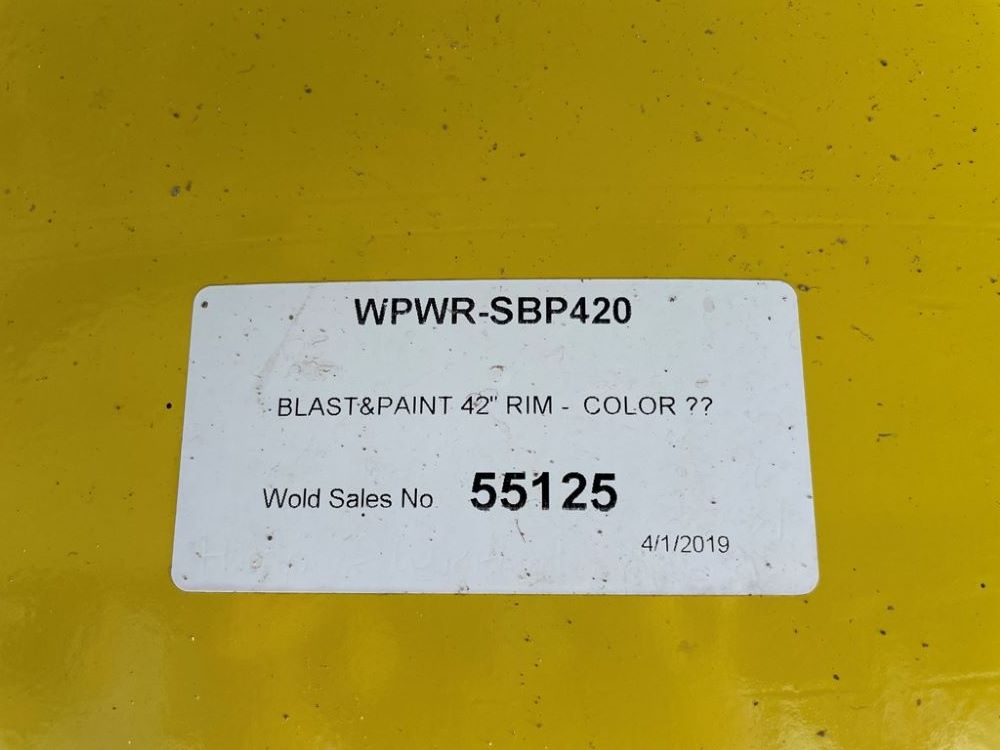 WPWR-SBP420
BLAST&PAINT 42" RIM - COLOR ??
Wold Sales No 55125
4/1/2019